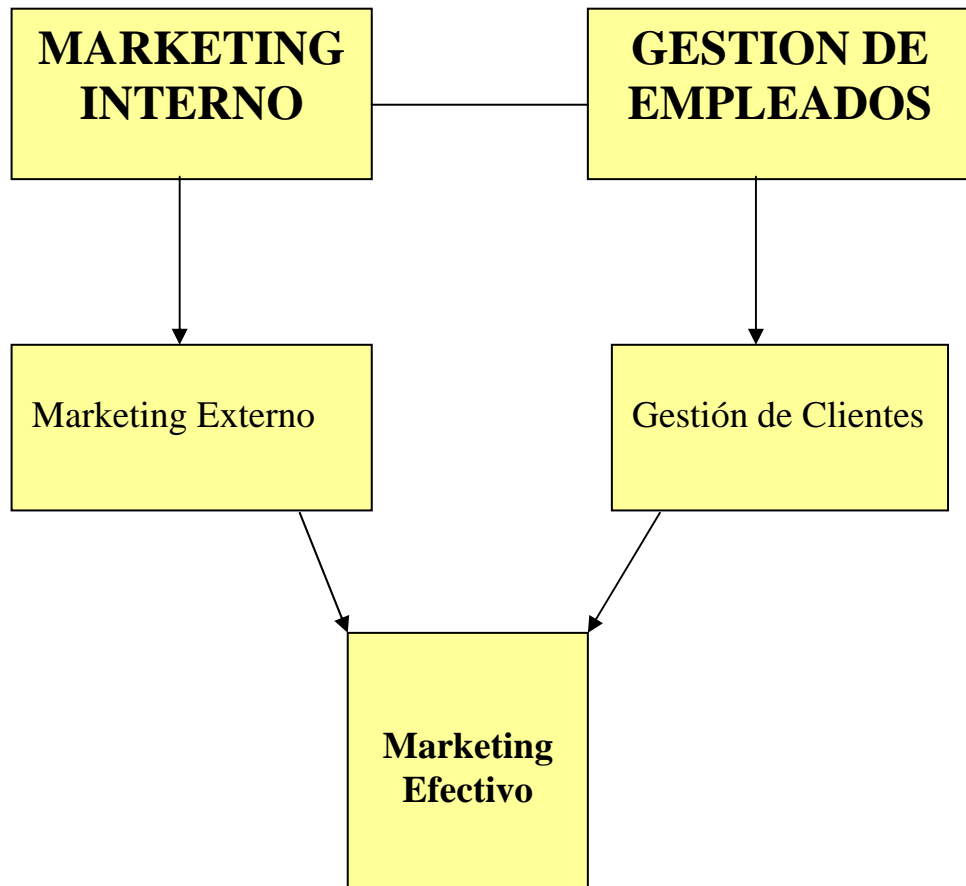 MARKETING
INTERNO
GESTION DE
EMPLEADOS
Marketing Externo
Gestión de Clientes
Marketing
Efectivo